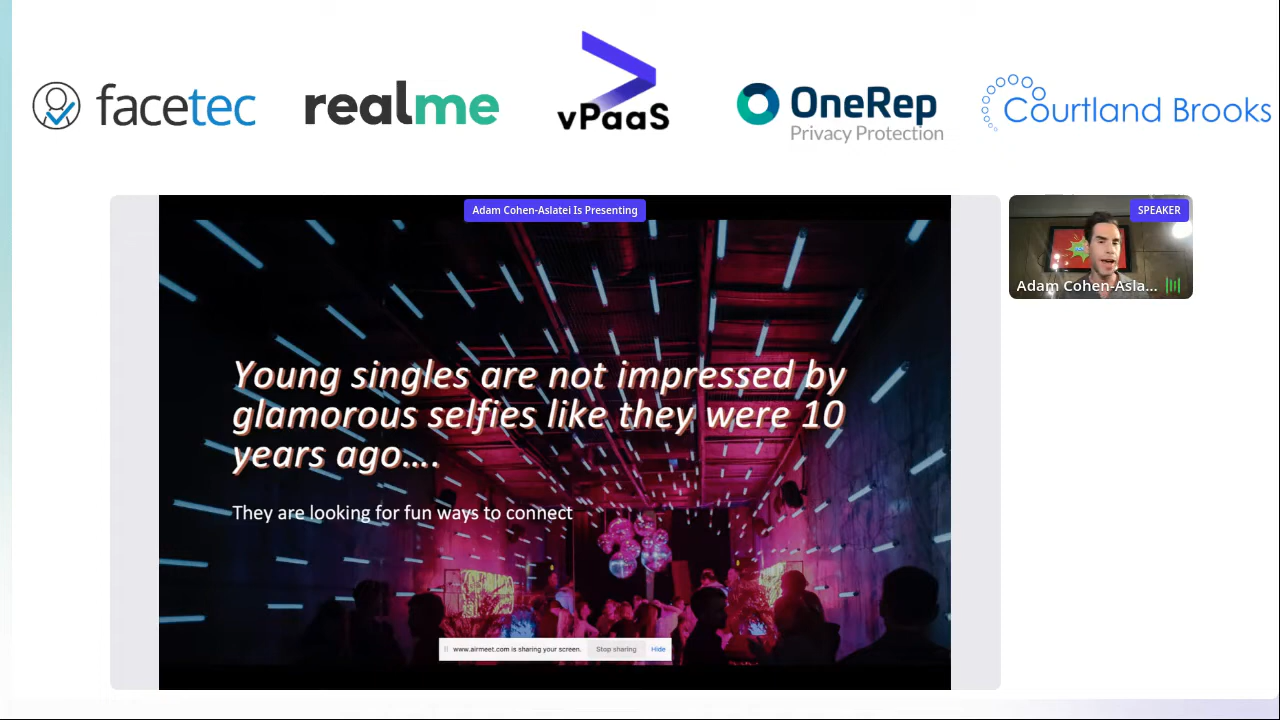 facetec
realme
vPaaS
OneRep
Privacy Protection
Courtland Brooks
Adam Cohen-Aslatei Is Presenting
SPEAKER
Adam Cohen-Asla...
Young singles are not impressed by
glamorous selfies like they were 10
years ago....
They are looking for fun ways to connect
www.airmeet.com is sharing your screen.
Stop sharing
Hide